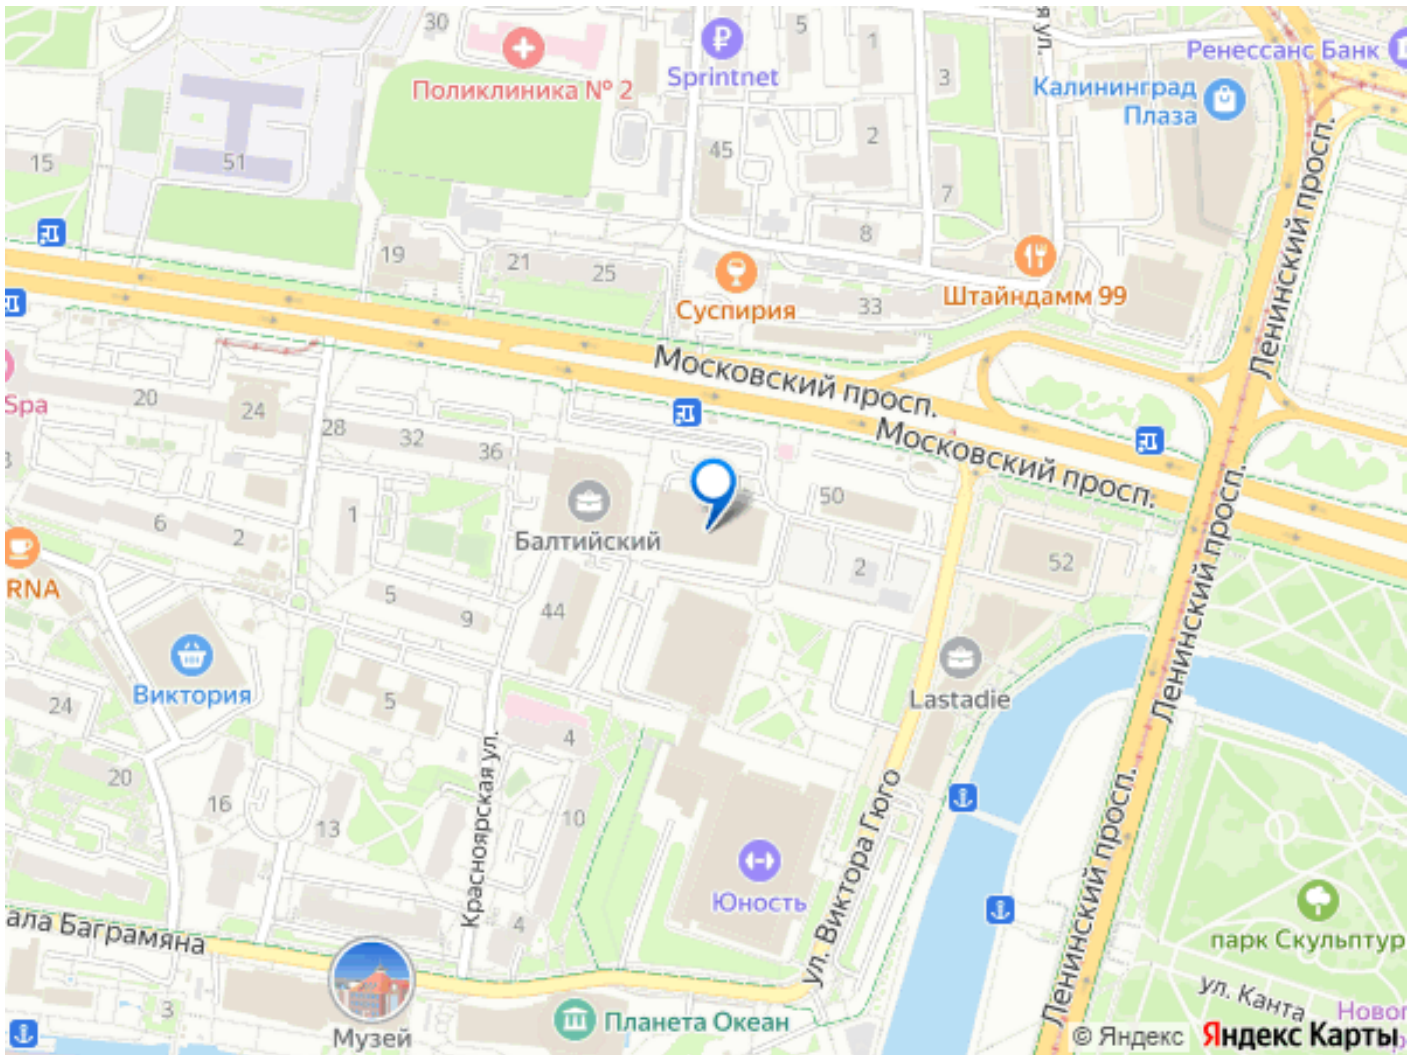 30
Поликлиника № 2
Sprintnet
5
1
я ул.
Ренессанс Банк
3
Калининград
Плаза
15
51
45
2
Ленинский просп.
7
19
21
25
8
Суспирия
33
Штайндамм 99
Московский просп.
Spa
20
24
28
32
36
Московский просп.
50
Ленинский просп.
1
6
2
Балтийский
2
52
RNA
5
9
44
Виктория
5
24
4
Lastadie
20
16
13
10
Красноярская ул.
ул. Виктора Гюго
Ленинский просп.
Юность
4
ала Баграмяна
парк Скульптур
ул. Канта
3
Музей
Планета Океан
Новог
© Яндекс Яндекс Карты